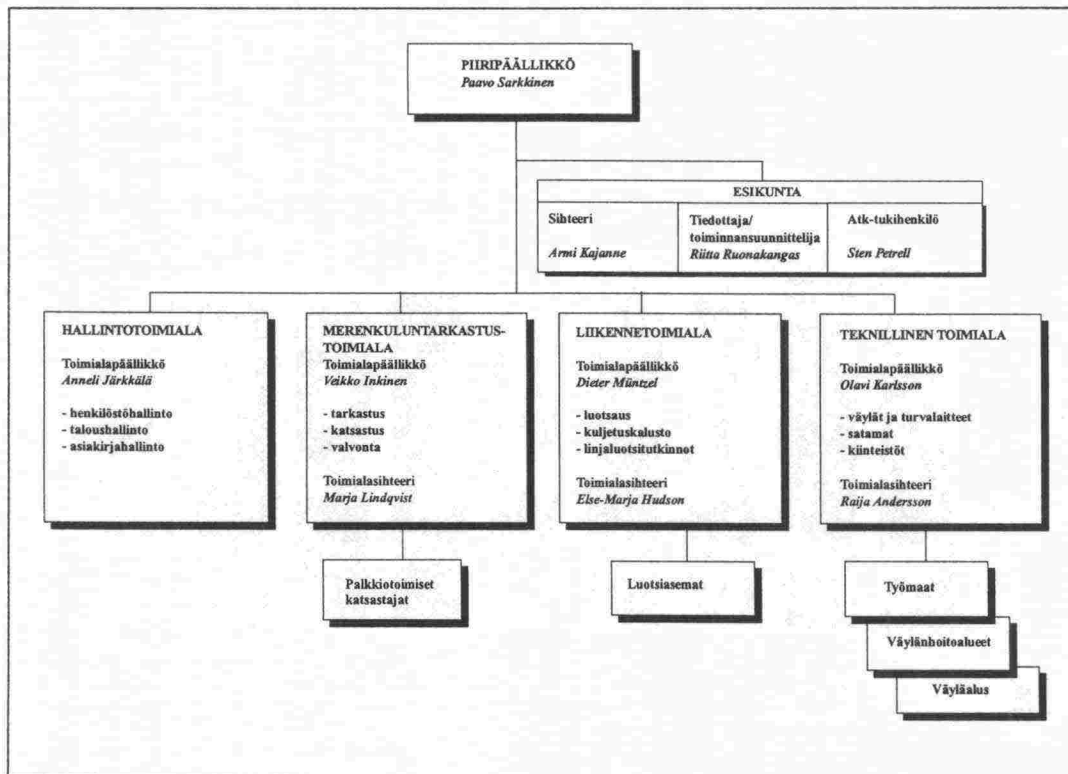 PIIRIPÄÄLLIKKÖ
Paavo Sarkkinen
ESIKUNTA
Sihteeri
Armi Kajanne
Tiedottaja/
toiminnansuunnittelija
Riitta Ruonakangas
Atk-tukihenkilö
Sten Petrell
HALLINTOTOIMIALA
Toimialapäällikkö
Anneli Järkkälä
- henkilöstöhallinto
- taloushallinto
- asiakirjahallinto
MERENKULUNTARKASTUS-
TOIMIALA
Toimialapäällikkö
Veikko Inkinen
- tarkastus
- katsastus
- valvonta
Toimialasihteeri
Marja Lindqvist
LIIKENNETOIMIALA
Toimialapäällikkö
Dieter Müntzel
- luotsaus
- kuljetuskalusto
- linjaluotsitutkinnot
Toimialasihteeri
Else-Marja Hudson
TEKNILLINEN TOIMIALA
Toimialapäällikkö
Olavi Karlsson
- väylät ja turvalaitteet
- satamat
- kiinteistöt
Toimialasihteeri
Raija Andersson
Palkkiotoimiset
katsastajat
Luotsiasemat
Työmaat
Väylänhoitoalueet
Väyläalus